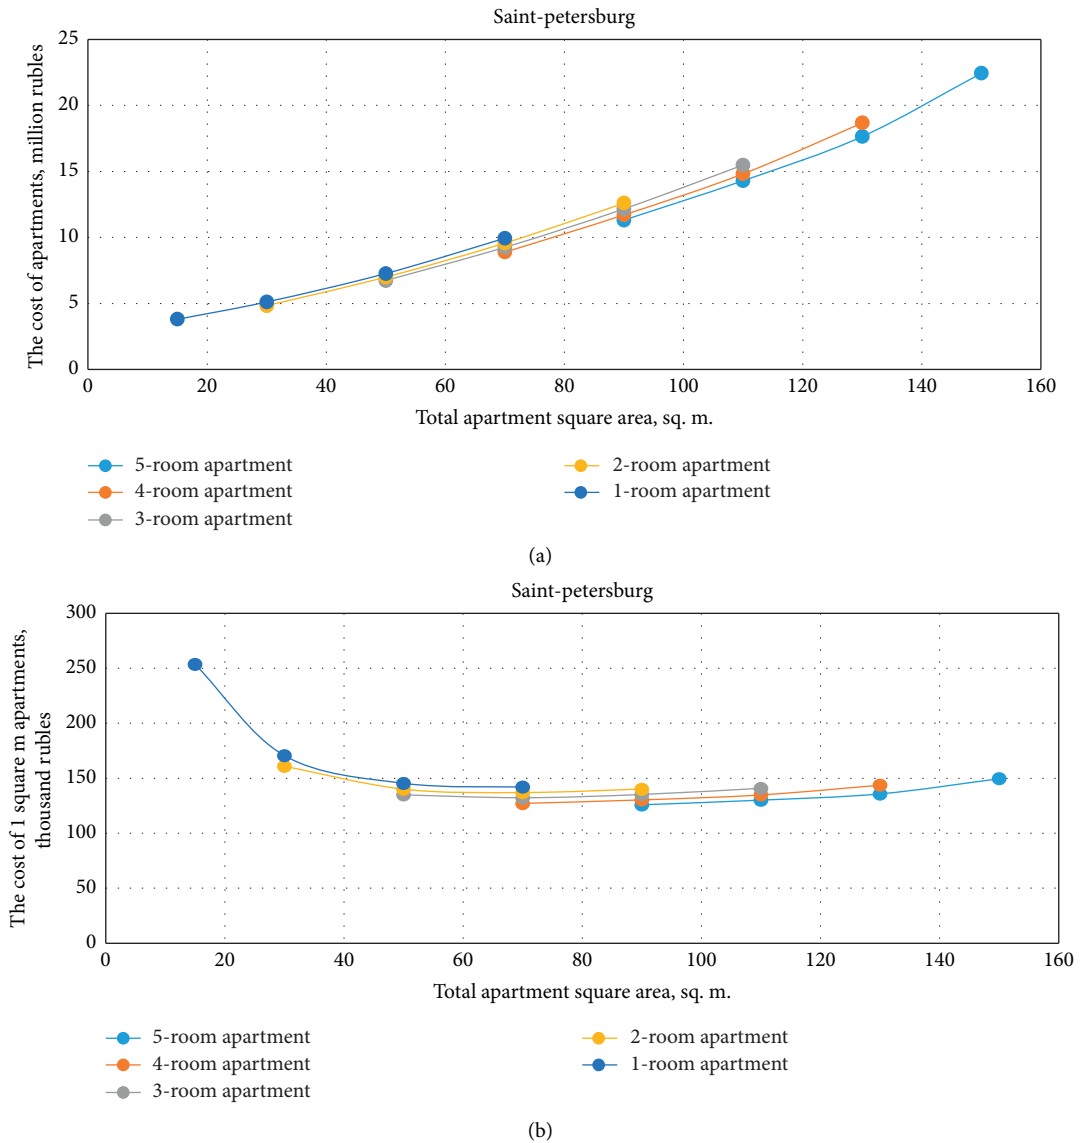 Saint-petersburg
The cost of apartments, million rubles
25
20
15
10
5
0
0 20 40 60 80 100 120 140 160
Total apartment square area, sq. m.
5-room apartment
4-room apartment
3-room apartment
2-room apartment
1-room apartment
(a)
Saint-petersburg
The cost of 1 square m apartments,
thousand rubles
300
250
200
150
100
50
0
0 20 40 60 80 100 120 140 160
Total apartment square area, sq. m.
5-room apartment
4-room apartment
3-room apartment
2-room apartment
1-room apartment
(b)